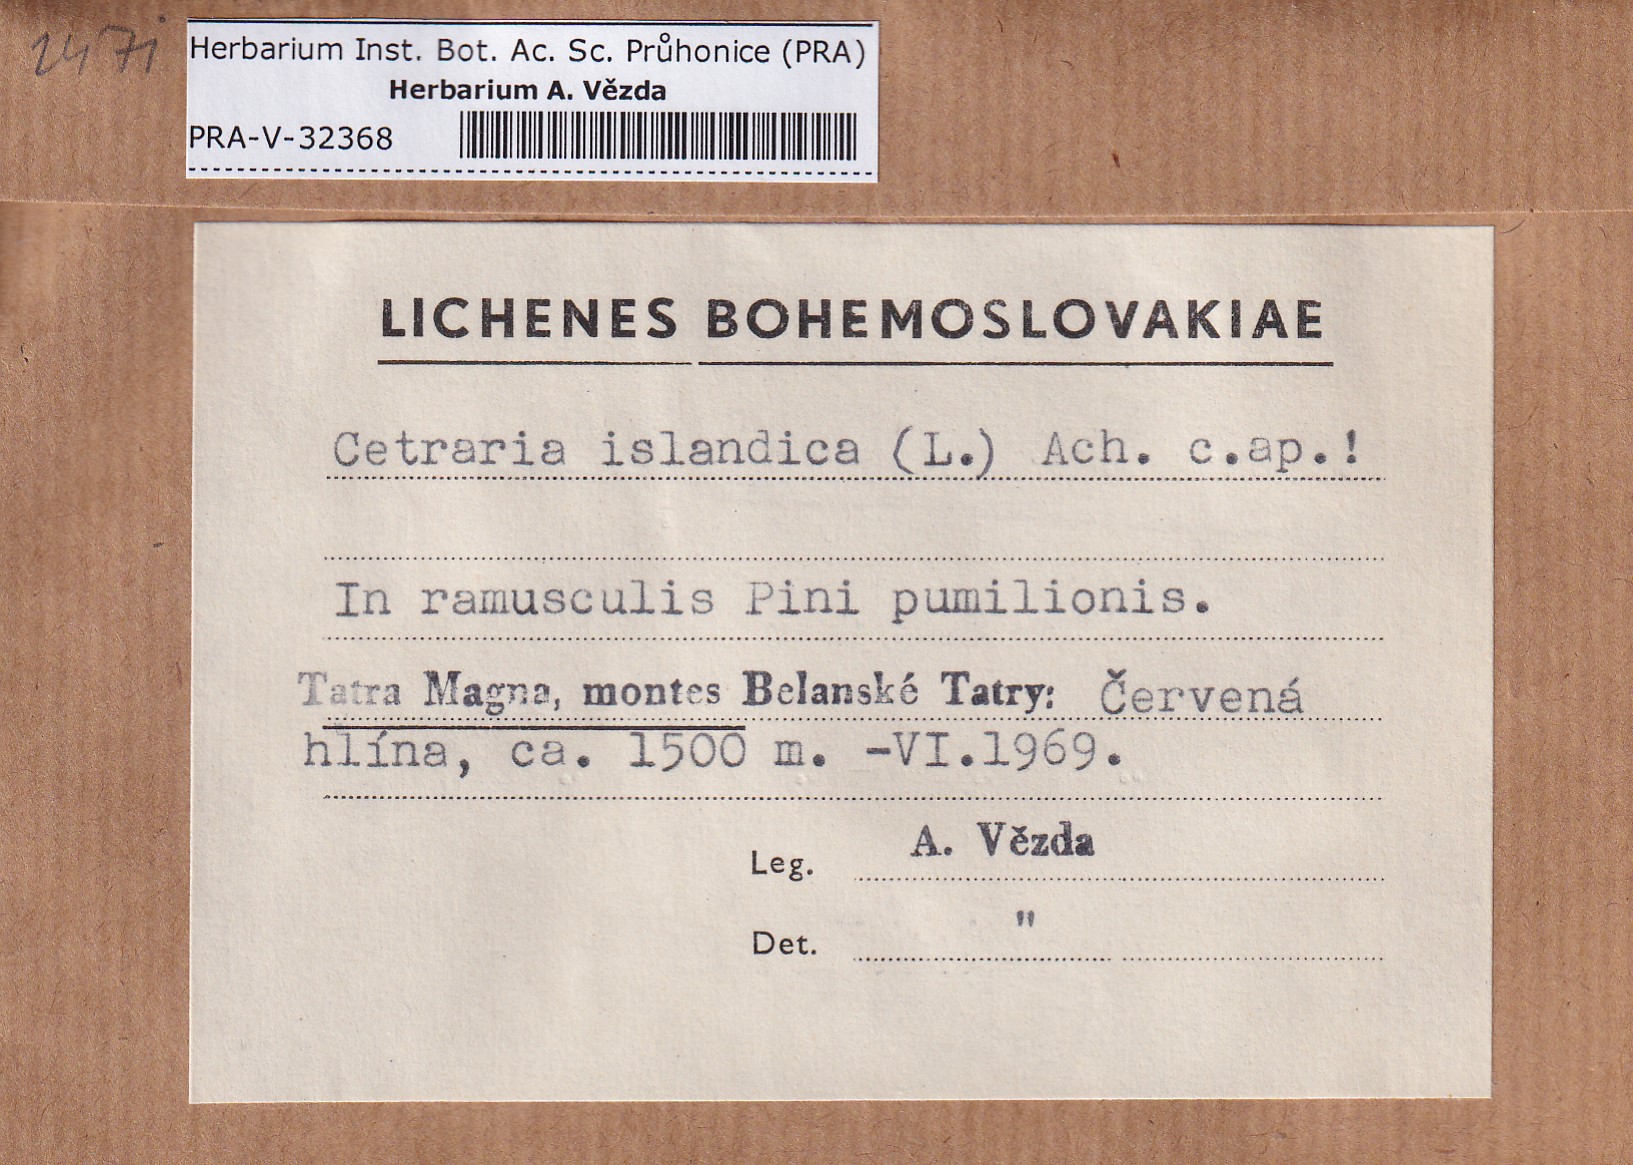 Herbarium Inst. Bot. Ac. Sc. Průhonice (PRA)
Herbarium A. Vězda
PRA-V-32368
LICHENES BOHEMOSLOVAKIAE
Cetraria islandica (L.) Ach. c.ap.!
In ramusculis Pini pumilionis.
Tatra Magna, montes Belanské Tatry: Červená
hlína, ca. 1500 m. -VI.1969.
Leg. A. Vězda
Det. "